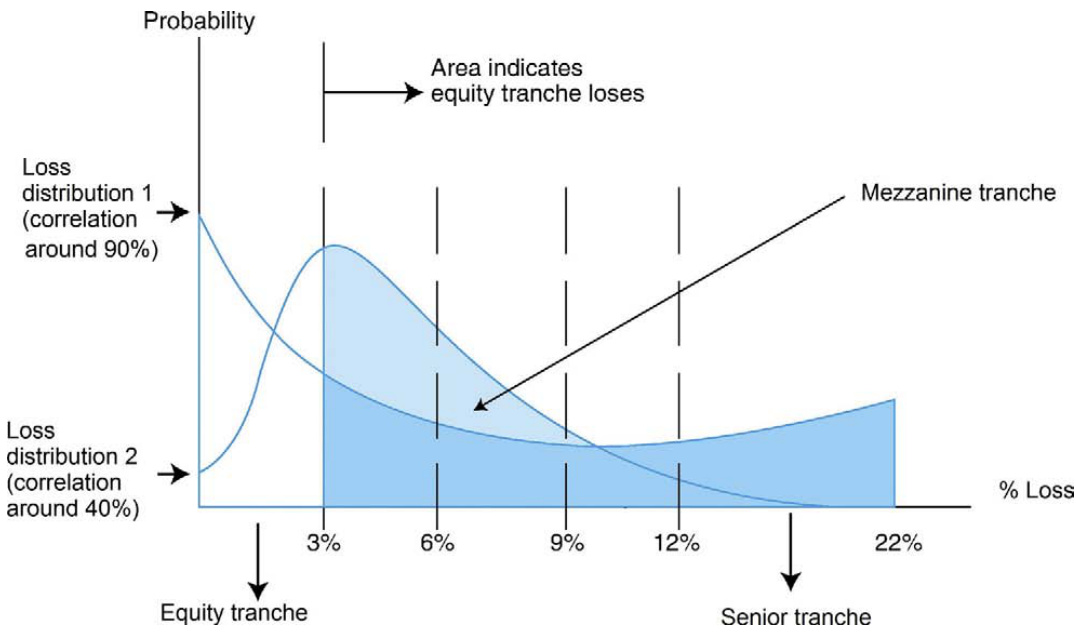 Probability
Area indicates
equity tranche loses
Loss
distribution 1
(correlation
around 90%)
Mezzanine tranche
Loss
distribution 2
(correlation
around 40%)
% Loss
3%
6%
9%
12%
22%
Equity tranche
Senior tranche